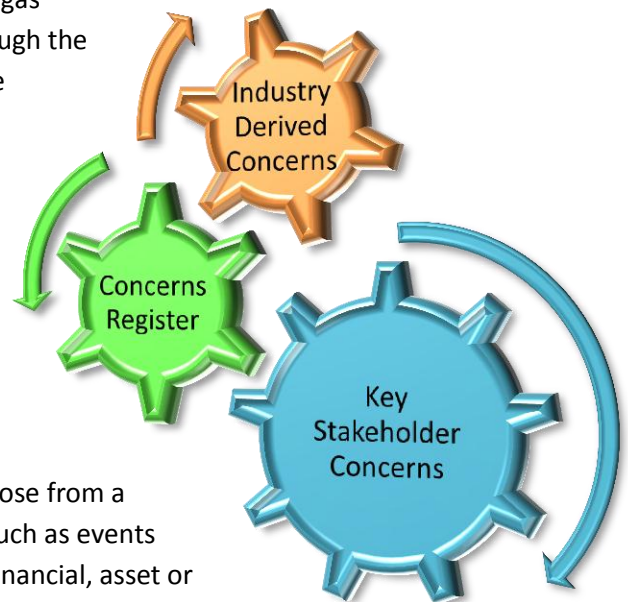 gas
ugh the
e
Industry
Derived
Concerns
Concerns
Register
Key
Stakeholder
Concerns
ose from a
uch as events
nancial, asset or